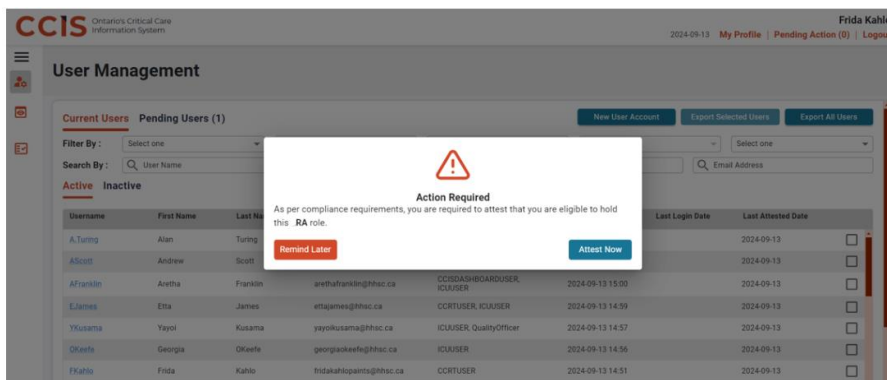 CCIS Ontario's Critical Care
Information System
Frida Kahlo
2024-09-13 My Profile | Pending Action (0) | Logou
User Management
Current Users Pending Users (1)
New User Account Export Selected Users Export All Users
Filter By : Select one Select one
Search By : User Name Email Address
Active Inactive
Action Required
As per compliance requirements, you are required to attest that you are eligible to hold
this .RA role.
Remind Later Attest Now
Username First Name Last Na Last Login Date Last Attested Date
A.Turing Alan Turing 2024-09-13
AScott Andrew Scott 2024-09-13
AFranklin Aretha Franklin arethafranklin@hhsc.ca CCISDASHBOARDUSER, ICUUSER 2024-09-13 15:00 2024-09-13
EJames Etta James ettajames@hhsc.ca CCRTUSER, ICUUSER 2024-09-13 14:59 2024-09-13
YKusama Yayoi Kusama yayoikusama@hhsc.ca ICUUSER, QualityOfficer 2024-09-13 14:57 2024-09-13
OKeefe Georgia OKeefe georgiaokeefe@hhsc.ca ICUUSER 2024-09-13 14:56 2024-09-13
FKahlo Frida Kahlo fridakahlopaints@hhsc.ca CCRTUSER 2024-09-13 14:51 2024-09-13